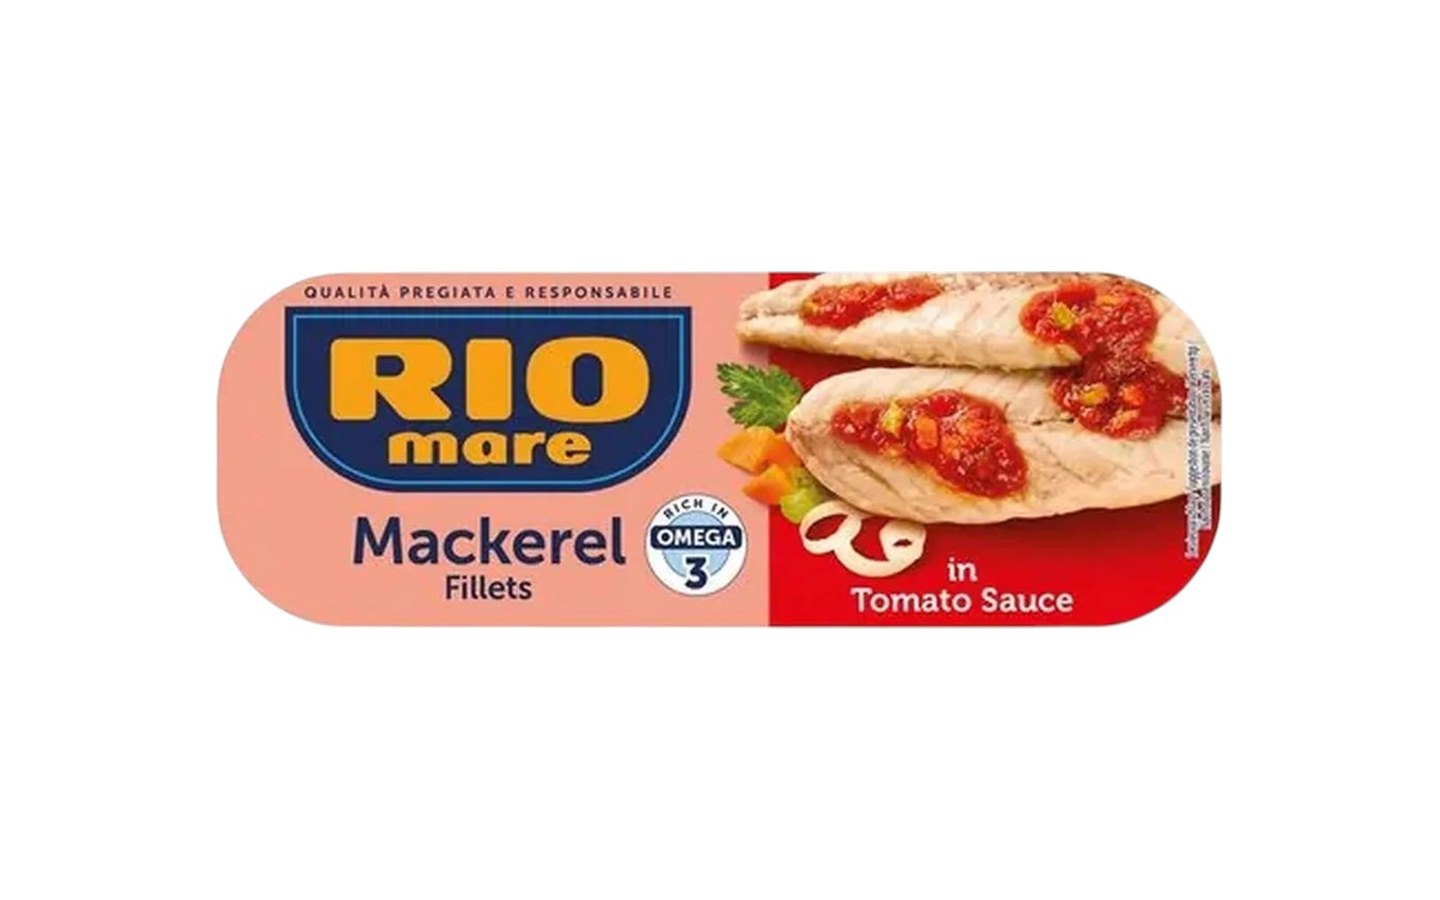 QUALITÀ PREGIATA E RESPONSABILE
RIO
mare
Mackerel
Fillets
RICH IN
OMEGA
3
in
Tomato Sauce